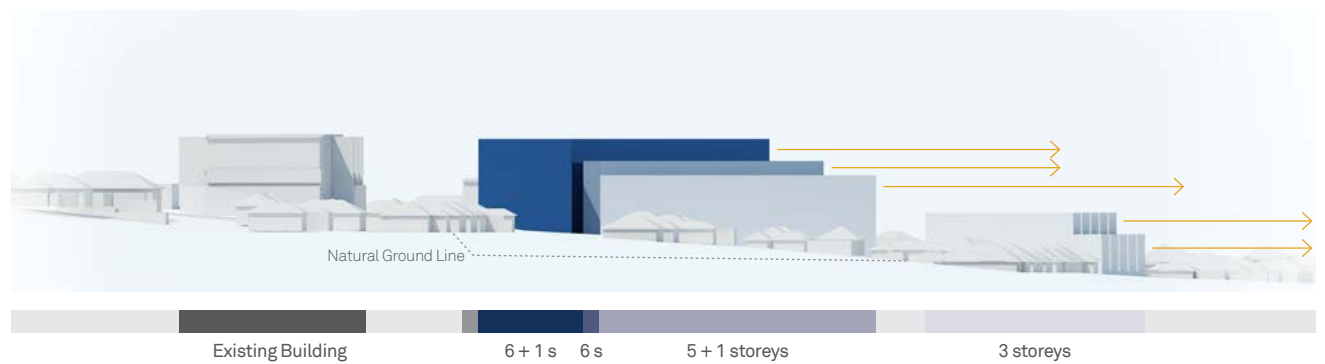 Natural Ground Line
Existing Building
6 + 1 s
6 s
5 + 1 storeys
3 storeys